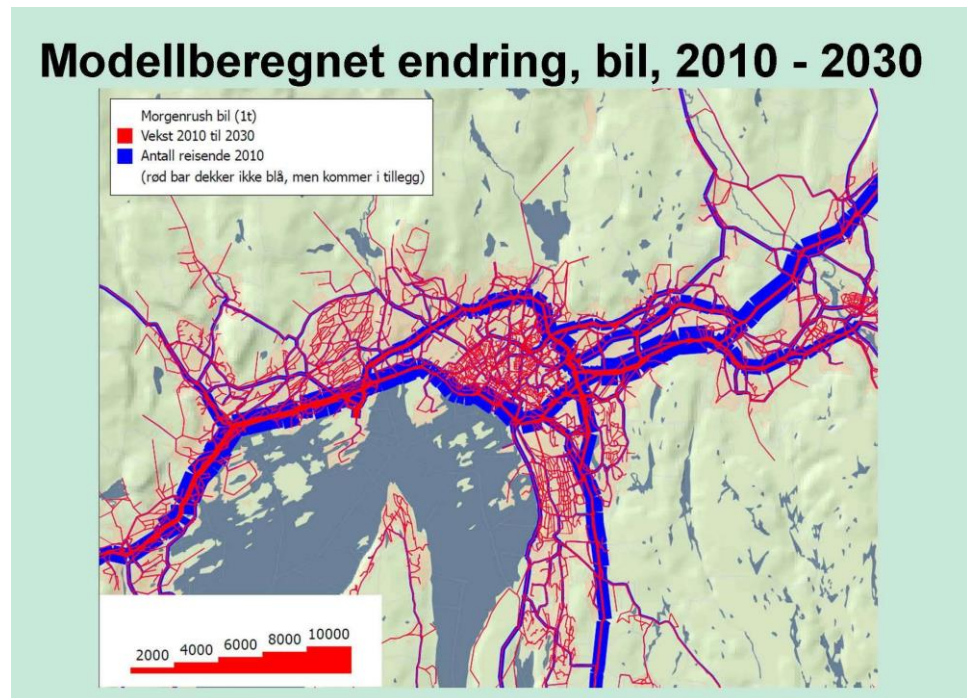 Modellberegnet endring, bil, 2010 - 2030
Morgenrush bil (1t)
Vekst 2010 til 2030
Antall reisende 2010
(rød bar dekker ikke blå, men kommer i tillegg)
2000 4000 6000 8000 10000